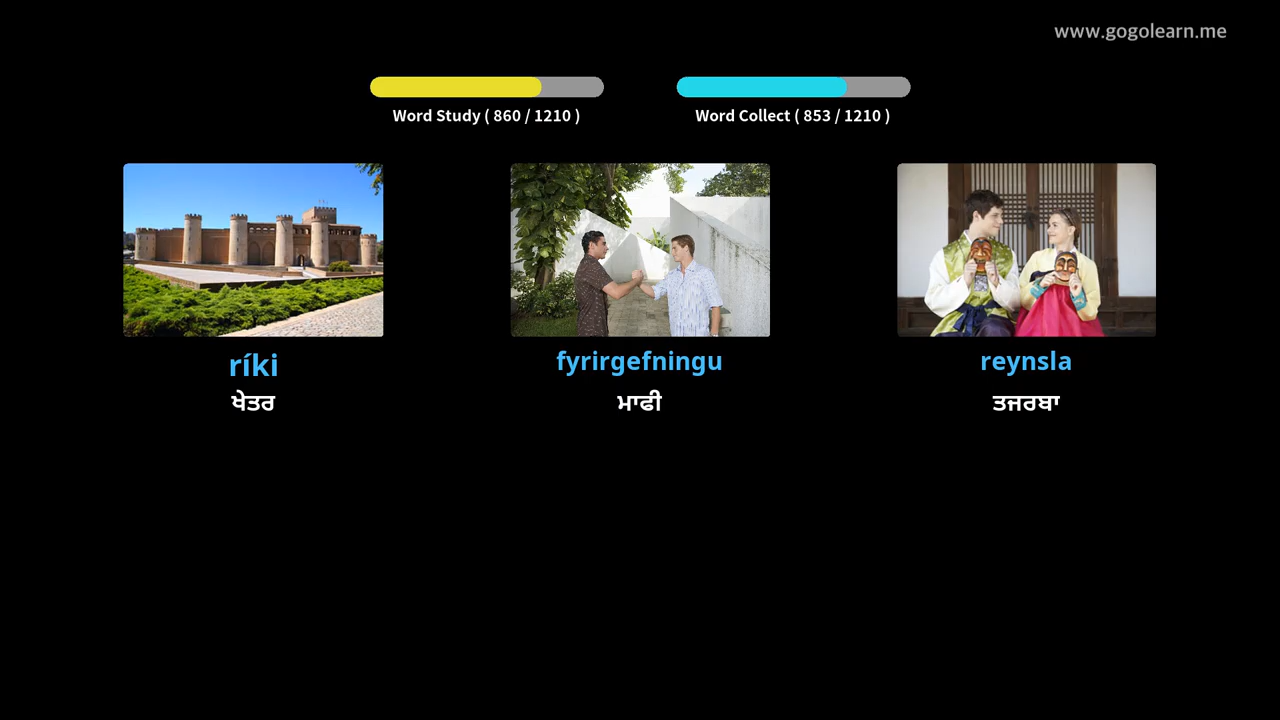 www.gogolearn.me
Word Study ( 860 / 1210 )
Word Collect ( 853 / 1210 )
ríki
fyrirgefningu
reynsla
ਖੇਤਰ
ਮਾਫੀ
ਤਜਰਬਾ